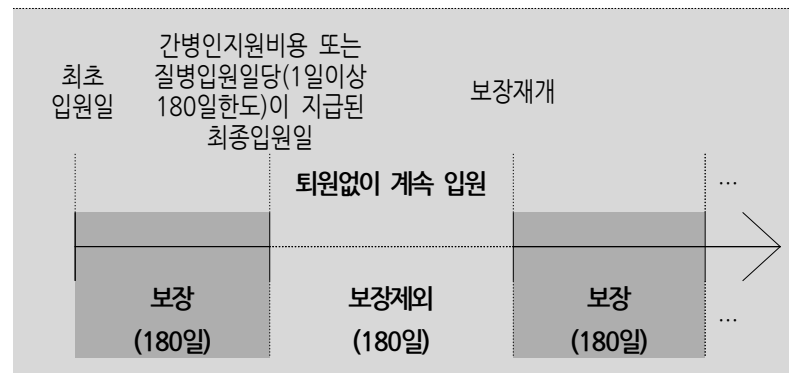 최초
입원일
간병인지원비용 또는
질병입원일당(1일이상
180일한도)이 지급된
최종입원일
보장재개
퇴원없이 계속 입원
…
보장
(180일)
보장제외
(180일)
보장
(180일)
…